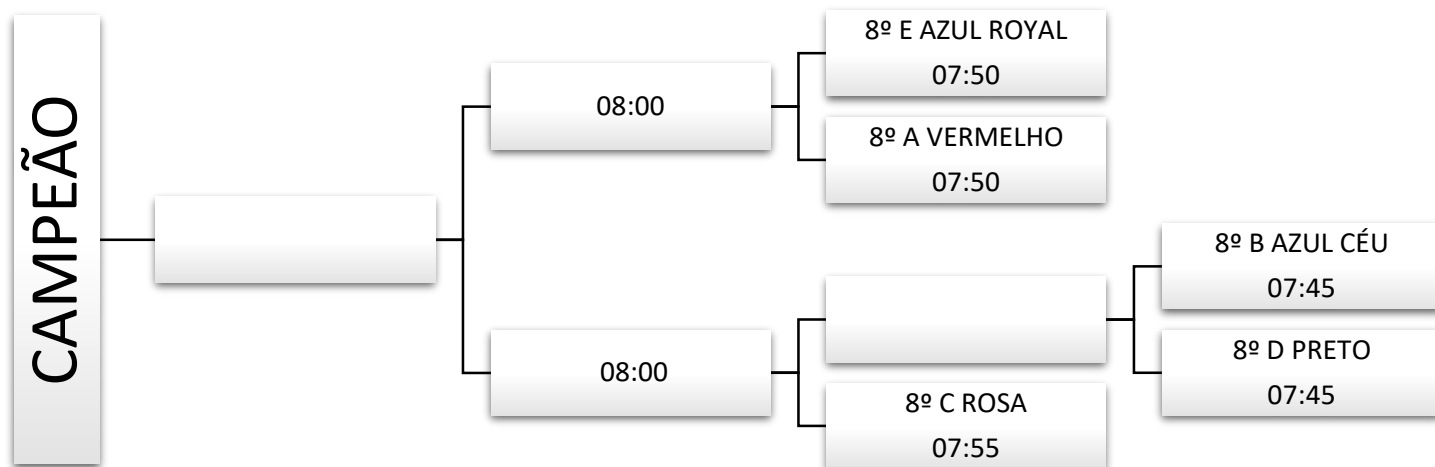 CAMPEÃO
08:00
08:00
8º E AZUL ROYAL
07:50
8º A VERMELHO
07:50
8º C ROSA
07:55
8º B AZUL CÉU
07:45
8º D PRETO
07:45